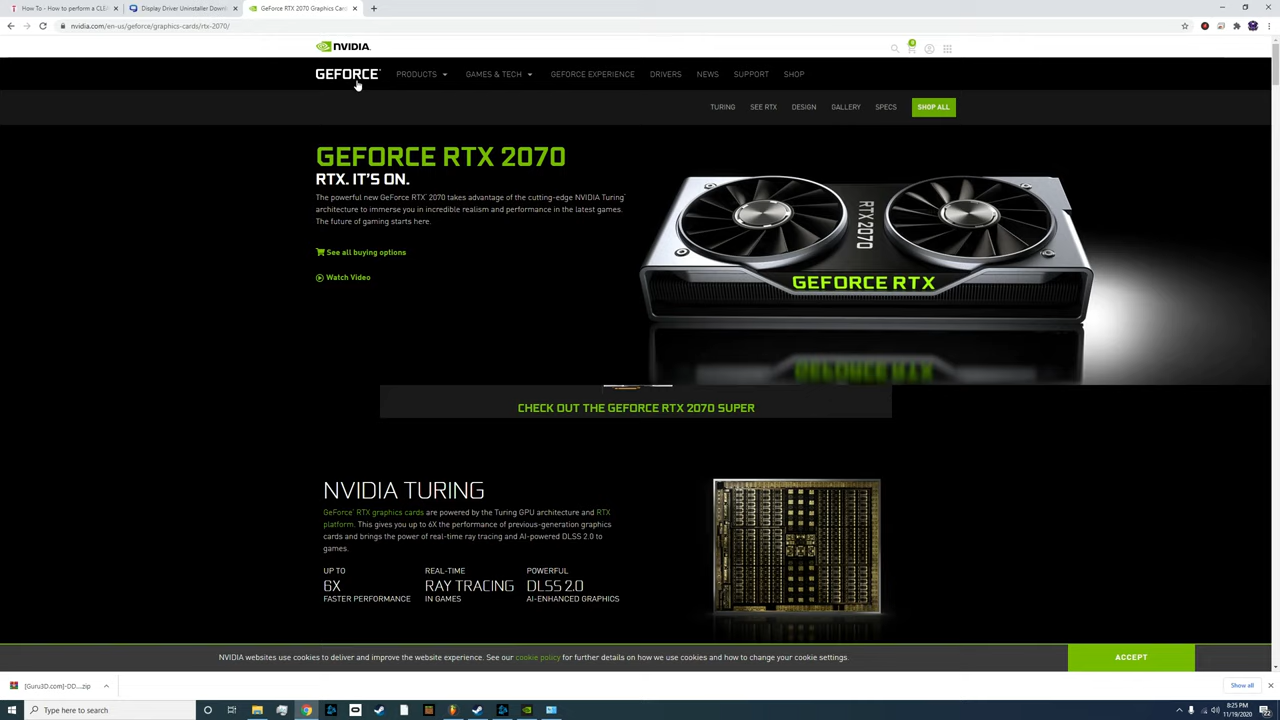 How To - How to perform a CLE
Display Driver Uninstaller Down
GeForce RTX 2070 Graphics Card
nvidia.com/en-us/geforce/graphics-cards/rtx-2070/
NVIDIA.
0
GEFORCE
PRODUCTS
GAMES & TECH
GEFORCE EXPERIENCE
DRIVERS
NEWS
SUPPORT
SHOP
TURING
SEE RTX
DESIGN
GALLERY
SPECS
SHOP ALL
GEFORCE RTX 2070
RTX. IT'S ON.
The powerful new GeForce RTX™ 2070 takes advantage of the cutting-edge NVIDIA Turing™
architecture to immerse you in incredible realism and performance in the latest games.
The future of gaming starts here.
See all buying options
Watch Video
RTX 2070
GEFORCE RTX
CHECK OUT THE GEFORCE RTX 2070 SUPER
NVIDIA TURING
GeForce® RTX graphics cards are powered by the Turing GPU architecture and RTX
platform. This gives you up to 6X the performance of previous-generation graphics
cards and brings the power of real-time ray tracing and AI-powered DLSS 2.0 to
games.
UP TO
6X
FASTER PERFORMANCE
REAL-TIME
RAY TRACING
IN GAMES
POWERFUL
DLSS 2.0
AI-ENHANCED GRAPHICS
NVIDIA websites use cookies to deliver and improve the website experience. See our cookie policy for further details on how we use cookies and how to change your cookie settings.
ACCEPT
[Guru3D.com]-DD....zip
Show all
Type here to search
8:25 PM
11/19/2020
22